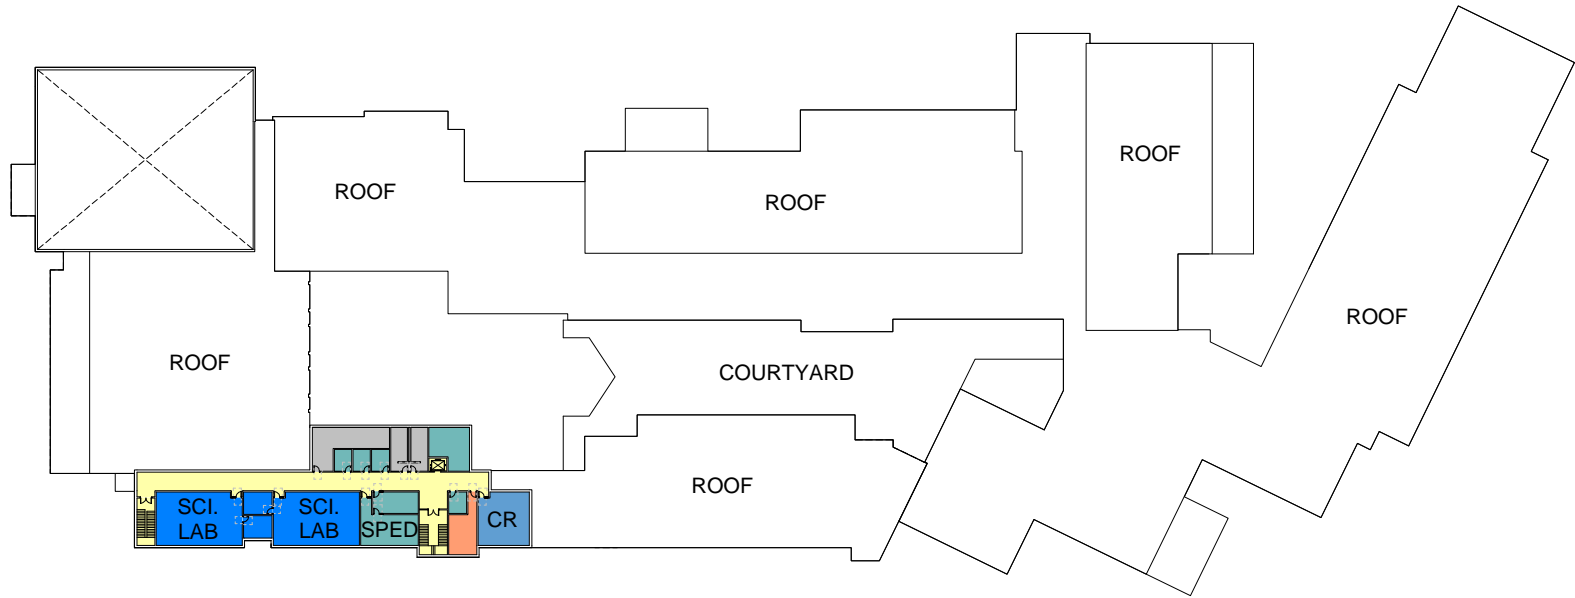 ROOF
ROOF
ROOF
ROOF
ROOF
COURTYARD
ROOF
SCI.
LAB
SCI.
LAB
SPED
CR